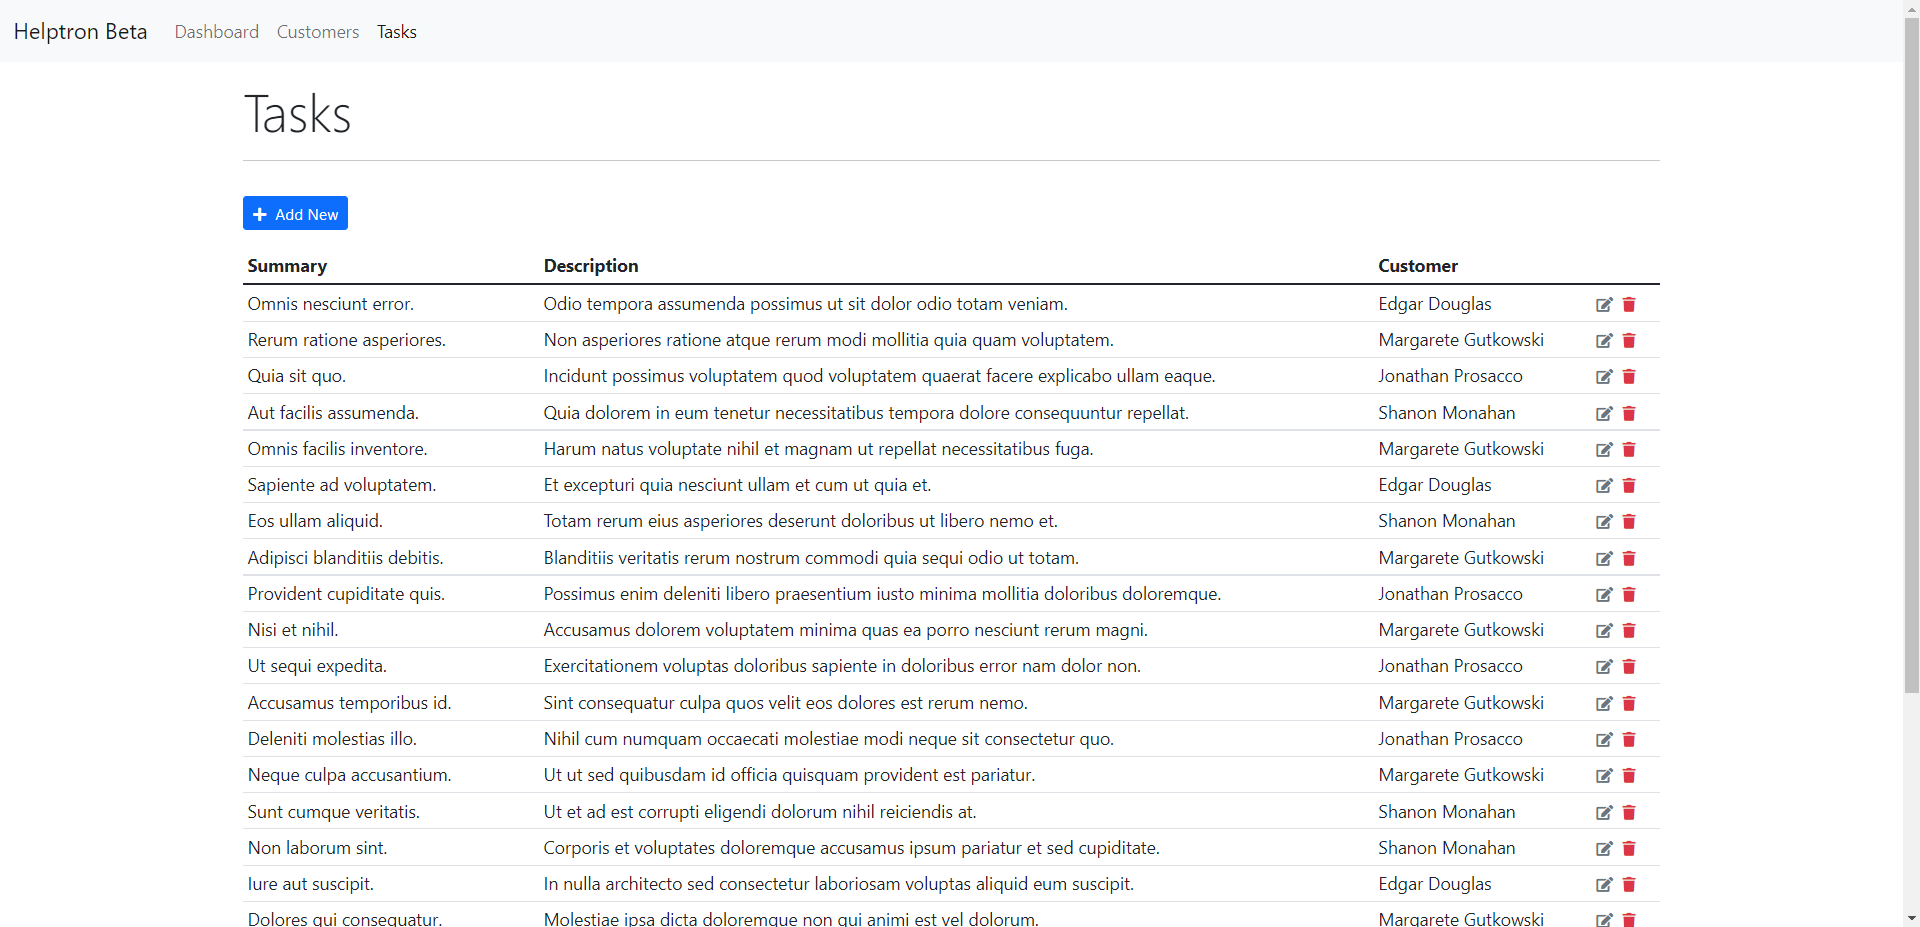 Helptron Beta Dashboard Customers Tasks
Tasks
Add New
Summary Description Customer
Omnis nesciunt error. Odio tempora assumenda possimus ut sit dolor odio totam veniam. Edgar Douglas
Rerum ratione asperiores. Non asperiores ratione atque rerum modi mollitia quia quam voluptatem. Margarete Gutkowski
Quia sit quo. Incidunt possimus voluptatem quod voluptatem quaerat facere explicabo ullam eaque. Jonathan Prosacco
Aut facilis assumenda. Quia dolorem in eum tenetur necessitatibus tempora dolore consequuntur repellat. Shanon Monahan
Omnis facilis inventore. Harum natus voluptate nihil et magnam ut repellat necessitatibus fuga. Margarete Gutkowski
Sapiente ad voluptatem. Et excepturi quia nesciunt ullam et cum ut quia et. Edgar Douglas
Eos ullam aliquid. Totam rerum eius asperiores deserunt doloribus ut libero nemo et. Shanon Monahan
Adipisci blanditiis debitis. Blanditiis veritatis rerum nostrum commodi quia sequi odio ut totam. Margarete Gutkowski
Provident cupiditate quis. Possimus enim deleniti libero praesentium iusto minima mollitia doloribus doloremque. Jonathan Prosacco
Nisi et nihil. Accusamus dolorem voluptatem minima quas ea porro nesciunt rerum magni. Margarete Gutkowski
Ut sequi expedita. Exercitationem voluptas doloribus sapiente in doloribus error nam dolor non. Jonathan Prosacco
Accusamus temporibus id. Sint consequatur culpa quos velit eos dolores est rerum nemo. Margarete Gutkowski
Deleniti molestias illo. Nihil cum numquam occaecati molestiae modi neque sit consectetur quo. Jonathan Prosacco
Neque culpa accusantium. Ut ut sed quibusdam id officia quisquam provident est pariatur. Margarete Gutkowski
Sunt cumque veritatis. Ut et ad est corrupti eligendi dolorum nihil reiciendis at. Shanon Monahan
Non laborum sint. Corporis et voluptates doloremque accusamus ipsum pariatur et sed cupiditate. Shanon Monahan
Iure aut suscipit. In nulla architecto sed consectetur laboriosam voluptas aliquid eum suscipit. Edgar Douglas
Dolores qui consequatur. Molestiae ipsa dicta doloremque non qui animi est vel dolorum. Margarete Gutkowski